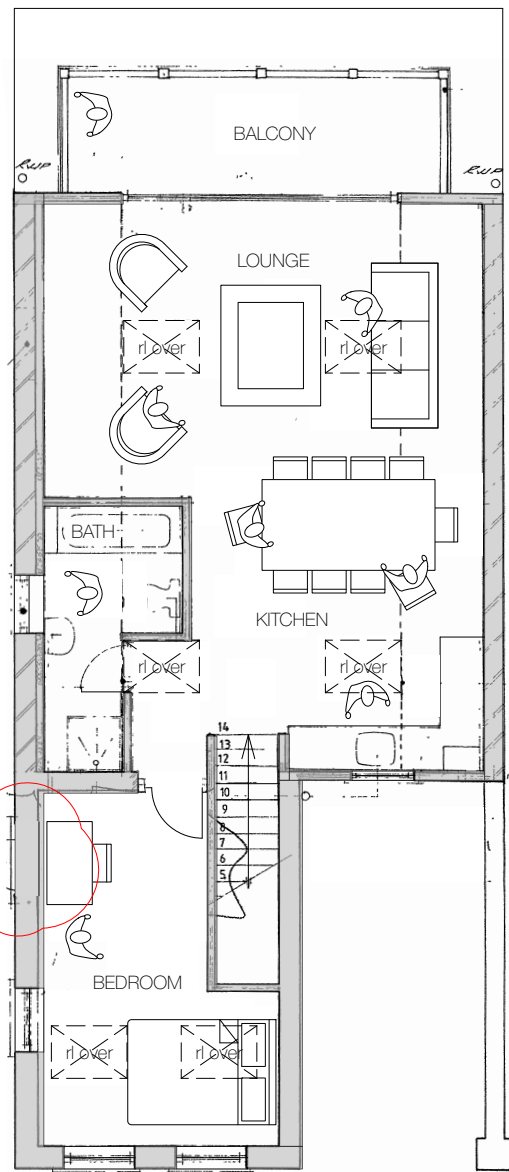 BALCONY
RWP
RWP
LOUNGE
rl over
rl over
BATH
KITCHEN
rl over
rl over
14
13
12
11
10
9
8
7
6
5
BEDROOM
rl over
rl over